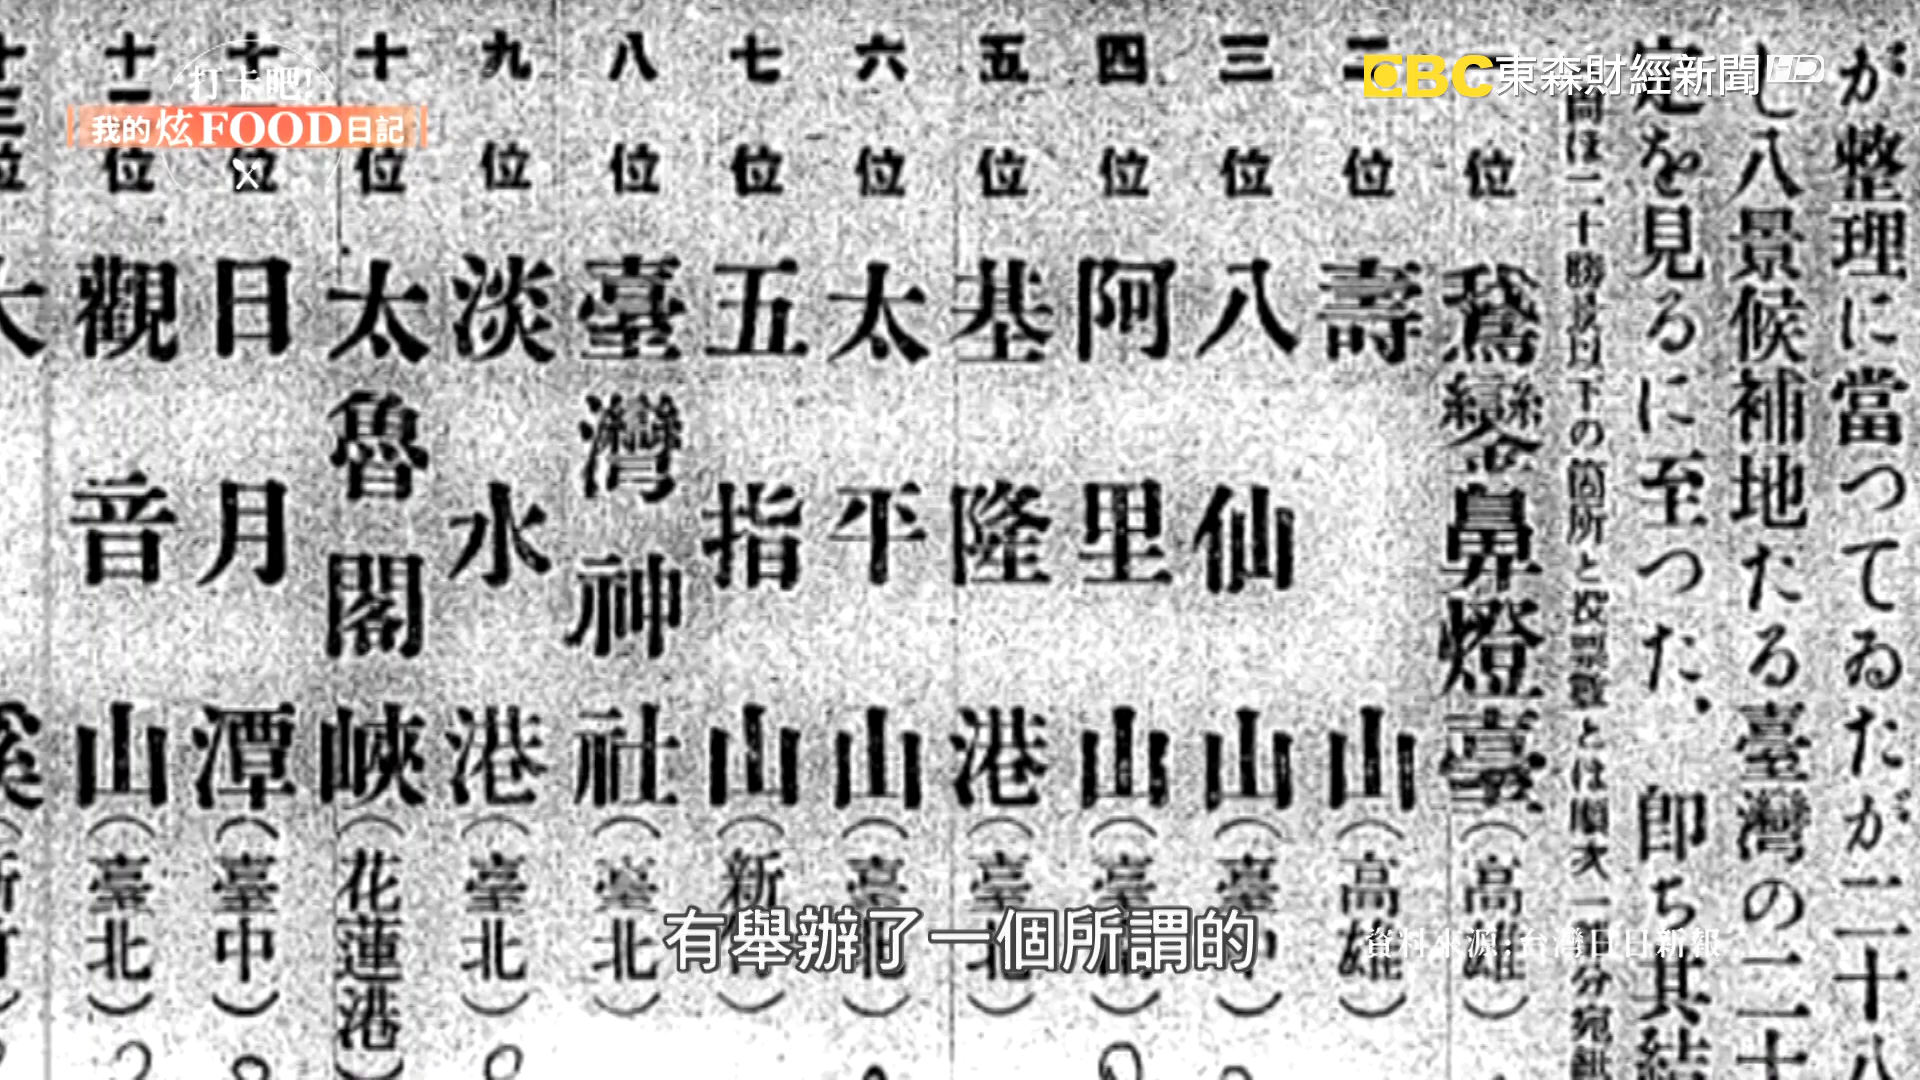 打卡吧!
我的炫FOOD日記
EBC東森財經新聞HD
が整理に當つてゐたが二十八
し八景候補地たる臺灣の二十
定を見るに至つた、即ち其結
位 鵞鑾鼻燈臺(高雄)
二位 壽山(高雄)
三位 八仙山(臺中)
四位 阿里山
五位 基隆港(臺北)
六位 太平山(臺北)
七位 五指山(新竹)
八位 臺灣神社(臺北)
九位 淡水港(臺北)
十位 太魯閣峽(花蓮港)
位 日月潭(臺中)
十二位 觀音山(臺北)
有舉辦了一個所謂的
資料來源:台灣日日新報